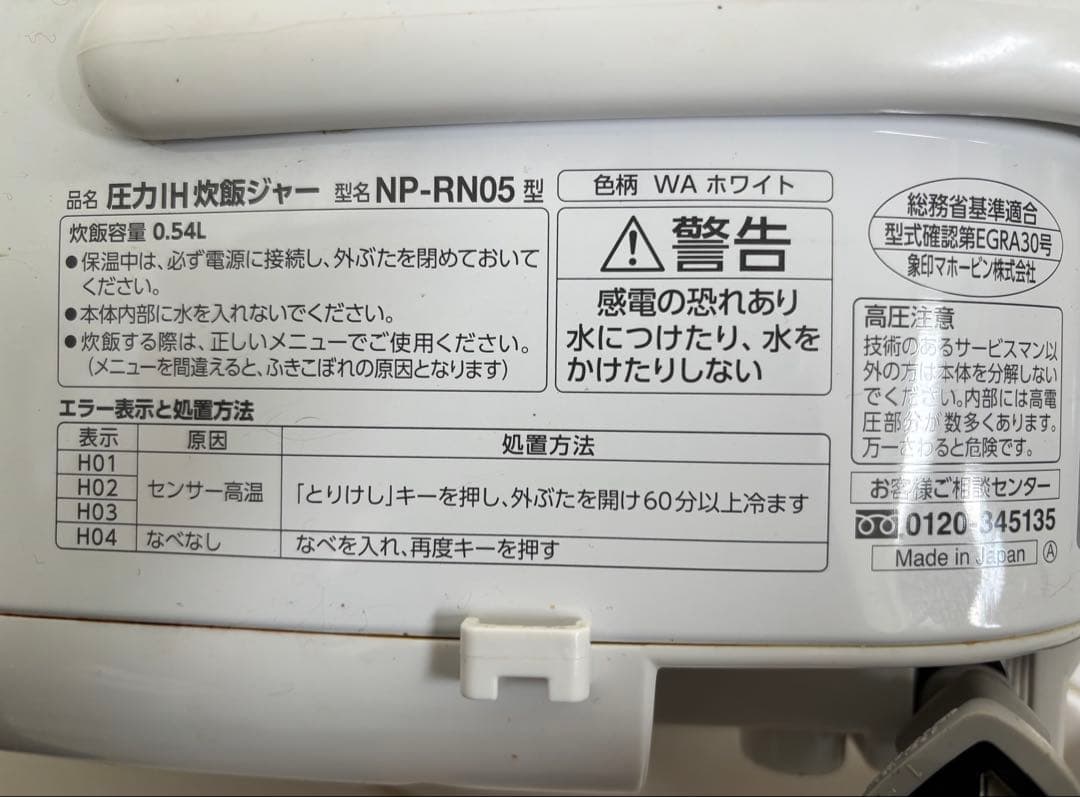 品名 圧力IH炊飯ジャー 型名 NP-RN05 型
炊飯容量 0.54L
●保温中は、必ず電源に接続し、外ぶたを閉めておいて
ください。
●本体内部に水を入れないでください。
●炊飯する際は、正しいメニューでご使用ください。
(メニューを間違えると、ふきこぼれの原因となります)
色柄 WA ホワイト
警告
感電の恐れあり
水につけたり、水を
かけたりしない
総務省基準適合
型式確認第EGRA30号
象印マホービン株式会社
高圧注意
技術のあるサービスマン以
外の方は本体を分解しない
でください。内部には高電
圧部分が数多くあります。
万一さわると危険です。
お客様ご相談センター
0120-345135
Made in Japan Ⓐ
エラー表示と処置方法
表示 原因 処置方法
H01
H02 センサー高温 「とりけし」キーを押し、外ぶたを開け60分以上冷ます
H03
H04 なべなし なべを入れ、再度キーを押す